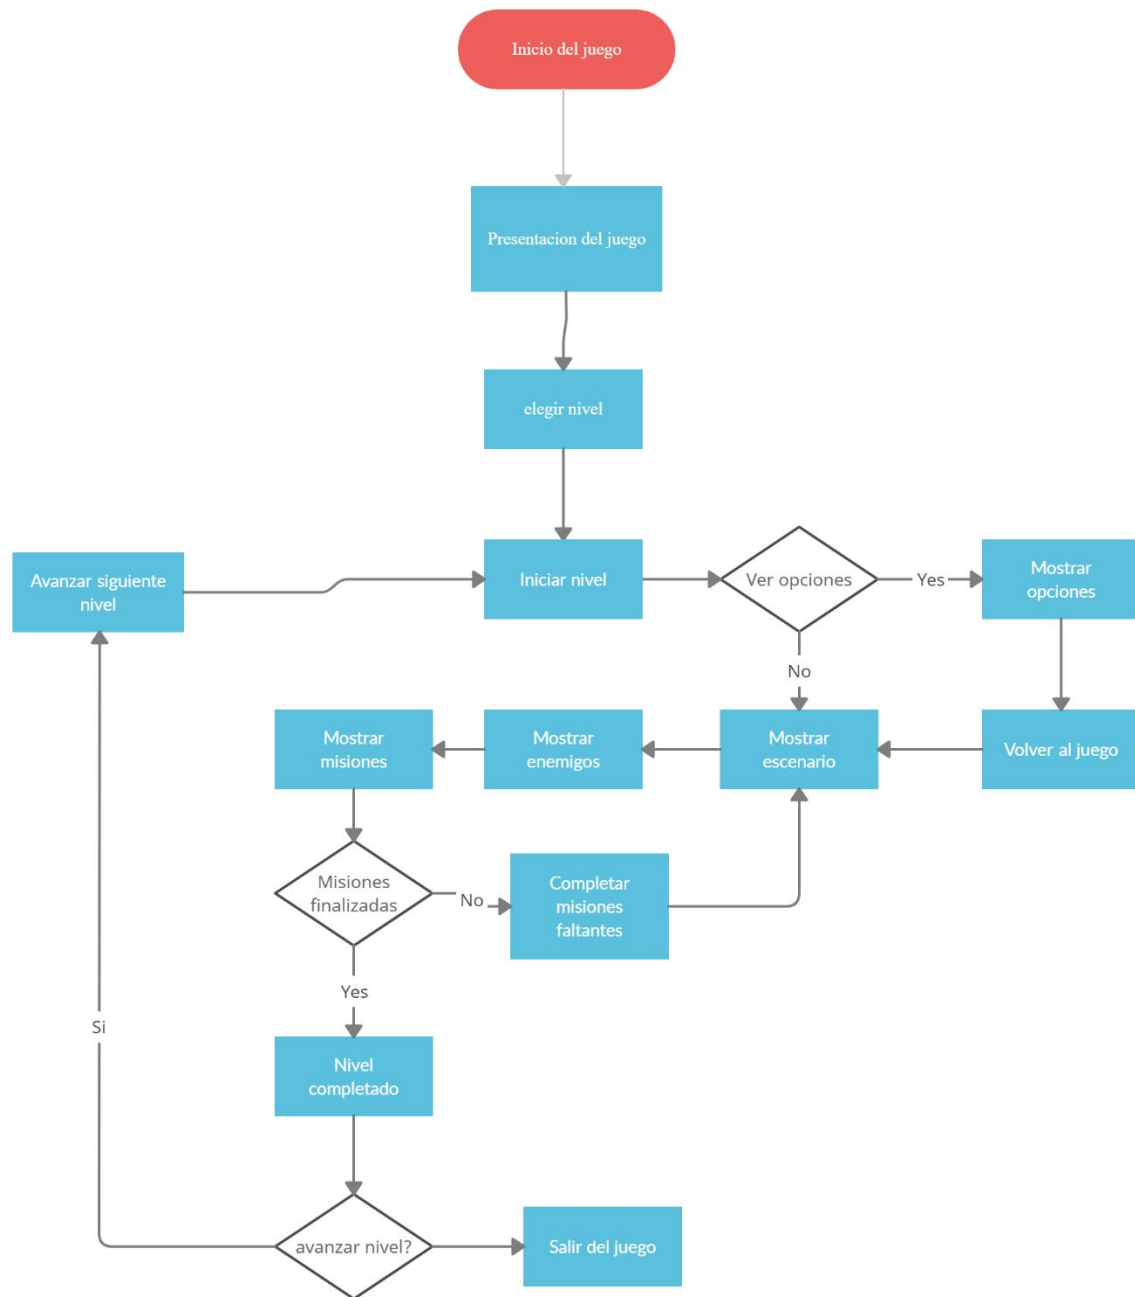 Inicio del juego
Presentacion del juego
elegir nivel
Avanzar siguiente
nivel
Iniciar nivel
Ver opciones
Yes
Mostrar
opciones
No
Mostrar
misiones
Mostrar
enemigos
Mostrar
escenario
Volver al juego
Misiones
finalizadas
No
Completar
misiones
faltantes
Yes
Si
Nivel
completado
avanzar nivel?
Salir del juego